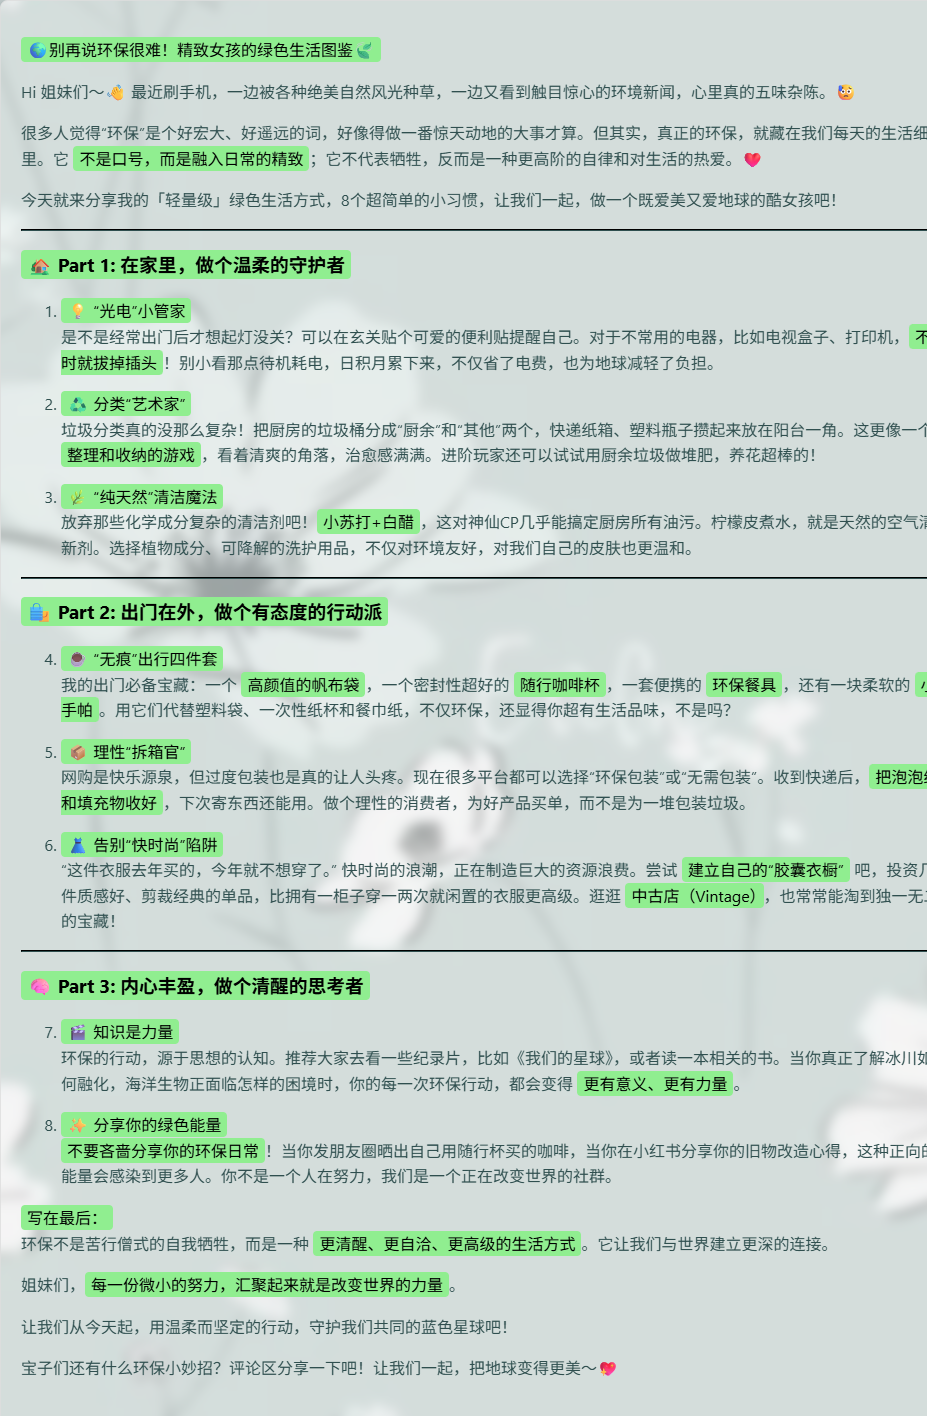 🌍别再说环保很难！精致女孩的绿色生活图鉴🌿
Hi 姐妹们～👋 最近刷手机，一边被各种绝美自然风光种草，一边又看到触目惊心的环境新闻，心里真的五味杂陈。😰
很多人觉得“环保”是个好宏大、好遥远的词，好像得做一番惊天动地的大事才算。但其实，真正的环保，就藏在我们每天的生活细
里。它 不是口号，而是融入日常的精致；它不代表牺牲，反而是一种更高阶的自律和对生活的热爱。❤️
今天就来分享我的「轻量级」绿色生活方式，8个超简单的小习惯，让我们一起，做一个既爱美又爱地球的酷女孩吧！
🏠 Part 1: 在家里，做个温柔的守护者
1. 💡 “光电”小管家
是不是经常出门后才想起灯没关？可以在玄关贴个可爱的便利贴提醒自己。对于不常用的电器，比如电视盒子、打印机，不
时就拔掉插头！别小看那点待机耗电，日积月累下来，不仅省了电费，也为地球减轻了负担。
2. ♻️ 分类“艺术家”
垃圾分类真的没那么复杂！把厨房的垃圾桶分成“厨余”和“其他”两个，快递纸箱、塑料瓶子攒起来放在阳台一角。这更像一个
整理和收纳的游戏，看着清爽的角落，治愈感满满。进阶玩家还可以试试用厨余垃圾做堆肥，养花超棒的！
3. 🌿 “纯天然”清洁魔法
放弃那些化学成分复杂的清洁剂吧！小苏打+白醋，这对神仙CP几乎能搞定厨房所有油污。柠檬皮煮水，就是天然的空气清
新剂。选择植物成分、可降解的洗护用品，不仅对环境友好，对我们自己的皮肤也更温和。
🛍️ Part 2: 出门在外，做个有态度的行动派
4. ☕ “无痕”出行四件套
我的出门必备宝藏：一个 高颜值的帆布袋，一个密封性超好的 随行咖啡杯，一套便携的 环保餐具，还有一块柔软的 小
手帕。用它们代替塑料袋、一次性纸杯和餐巾纸，不仅环保，还显得你超有生活品味，不是吗？
5. 📦 理性“拆箱官”
网购是快乐源泉，但过度包装也是真的让人头疼。现在很多平台都可以选择“环保包装”或“无需包装”。收到快递后，把泡泡纸
和填充物收好，下次寄东西还能用。做个理性的消费者，为好产品买单，而不是为一堆包装垃圾。
6. 👗 告别“快时尚”陷阱
“这件衣服去年买的，今年就不想穿了。” 快时尚的浪潮，正在制造巨大的资源浪费。尝试 建立自己的“胶囊衣橱” 吧，投资几
件质感好、剪裁经典的单品，比拥有一柜子穿一两次就闲置的衣服更高级。逛逛 中古店（Vintage），也常常能淘到独一无二
的宝藏！
🧠 Part 3: 内心丰盈，做个清醒的思考者
7. 🎬 知识是力量
环保的行动，源于思想的认知。推荐大家去看一些纪录片，比如《我们的星球》，或者读一本相关的书。当你真正了解冰川如
何融化，海洋生物正面临怎样的困境时，你的每一次环保行动，都会变得 更有意义、更有力量。
8. ✨ 分享你的绿色能量
不要吝啬分享你的环保日常！当你发朋友圈晒出自己用随行杯买的咖啡，当你在小红书分享你的旧物改造心得，这种正向的
能量会感染到更多人。你不是一个人在努力，我们是一个正在改变世界的社群。
写在最后：
环保不是苦行僧式的自我牺牲，而是一种 更清醒、更自洽、更高级的生活方式。它让我们与世界建立更深的连接。
姐妹们，每一份微小的努力，汇聚起来就是改变世界的力量。
让我们从今天起，用温柔而坚定的行动，守护我们共同的蓝色星球吧！
宝子们还有什么环保小妙招？评论区分享一下吧！让我们一起，把地球变得更美～💖